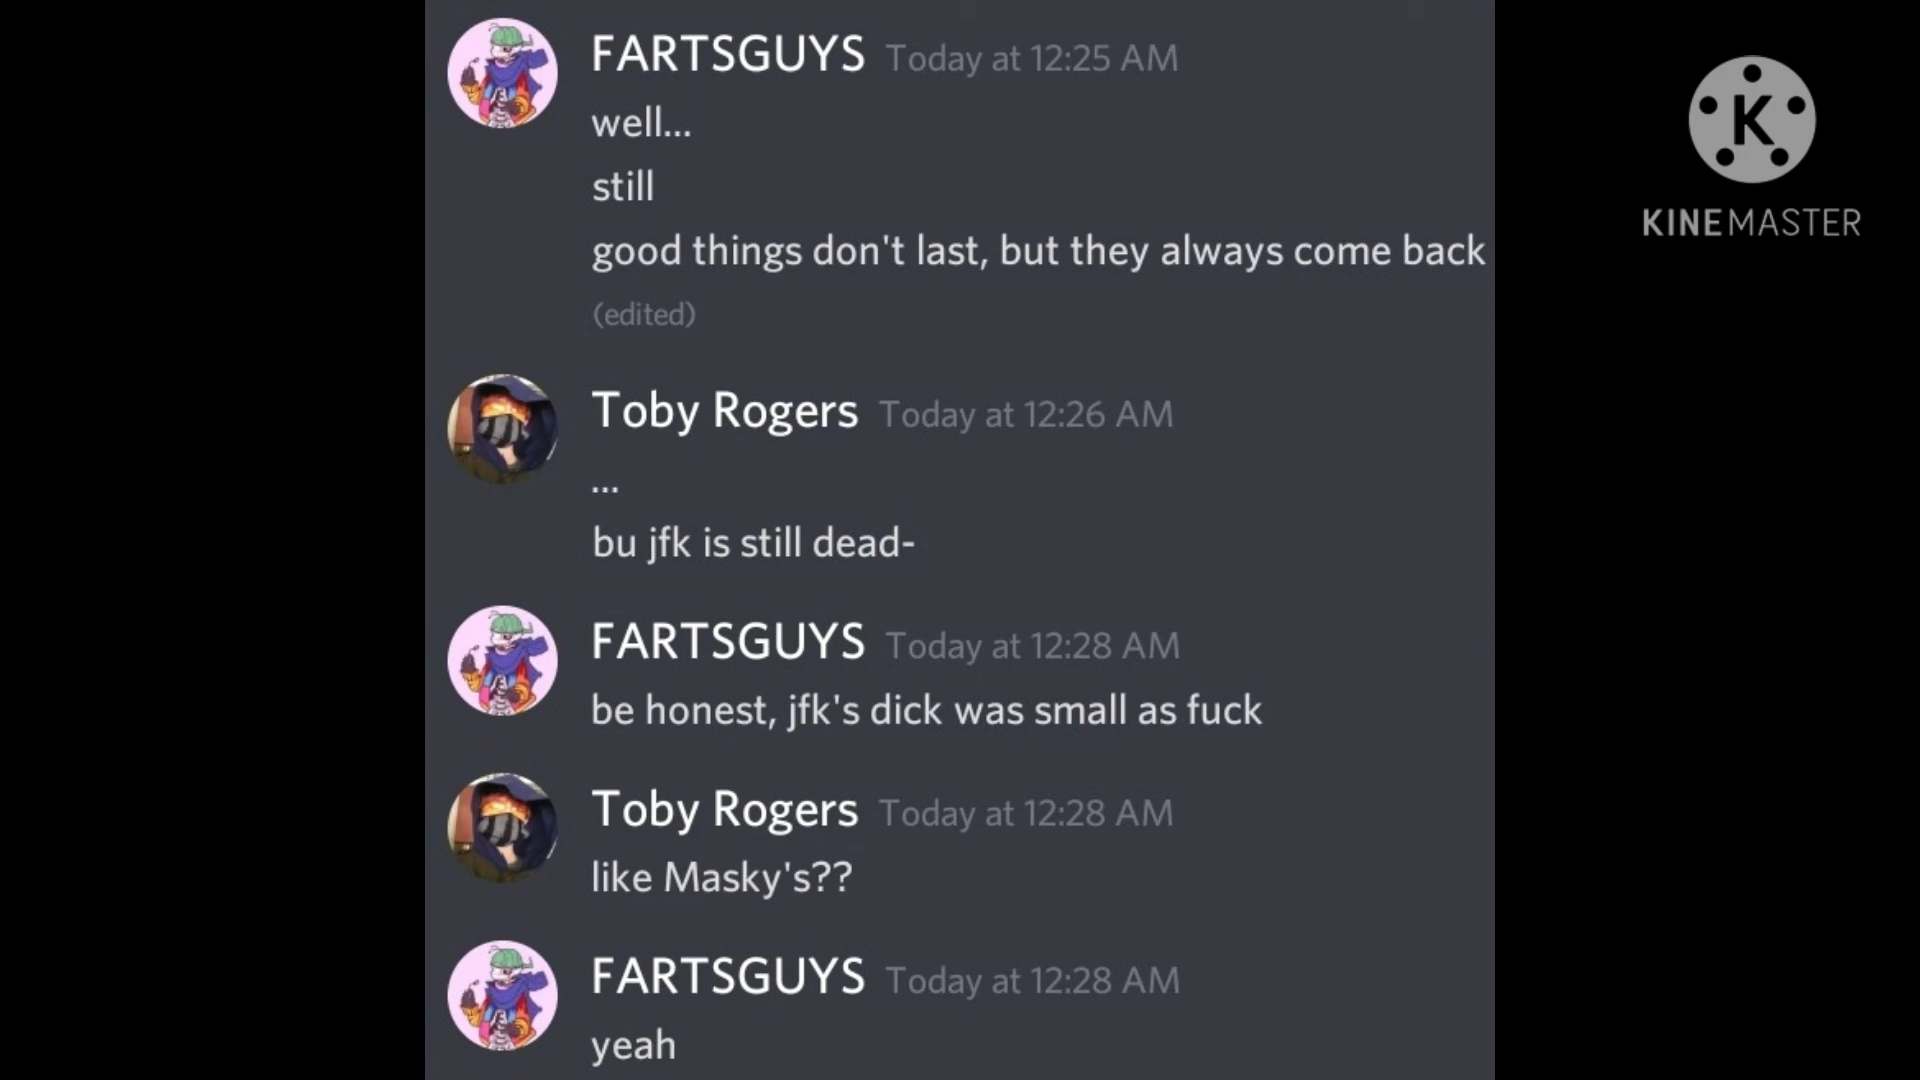 FARTSGUYS Today at 12:25 AM
well...
still
good things don't last, but they always come back
(edited)
Toby Rogers Today at 12:26 AM
...
bu jfk is still dead-
FARTSGUYS Today at 12:28 AM
be honest, jfk's dick was small as fuck
Toby Rogers Today at 12:28 AM
like Masky's??
FARTSGUYS Today at 12:28 AM
yeah
K
KINEMASTER